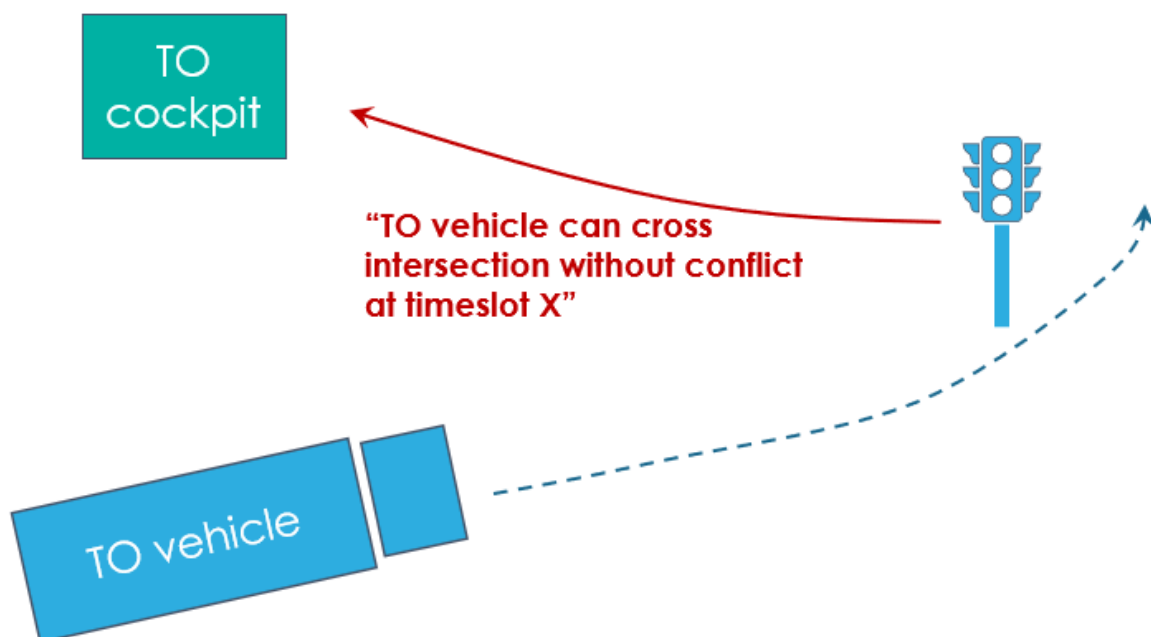 TO
cockpit
“TO vehicle can cross
intersection without conflict
at timeslot X”
TO vehicle